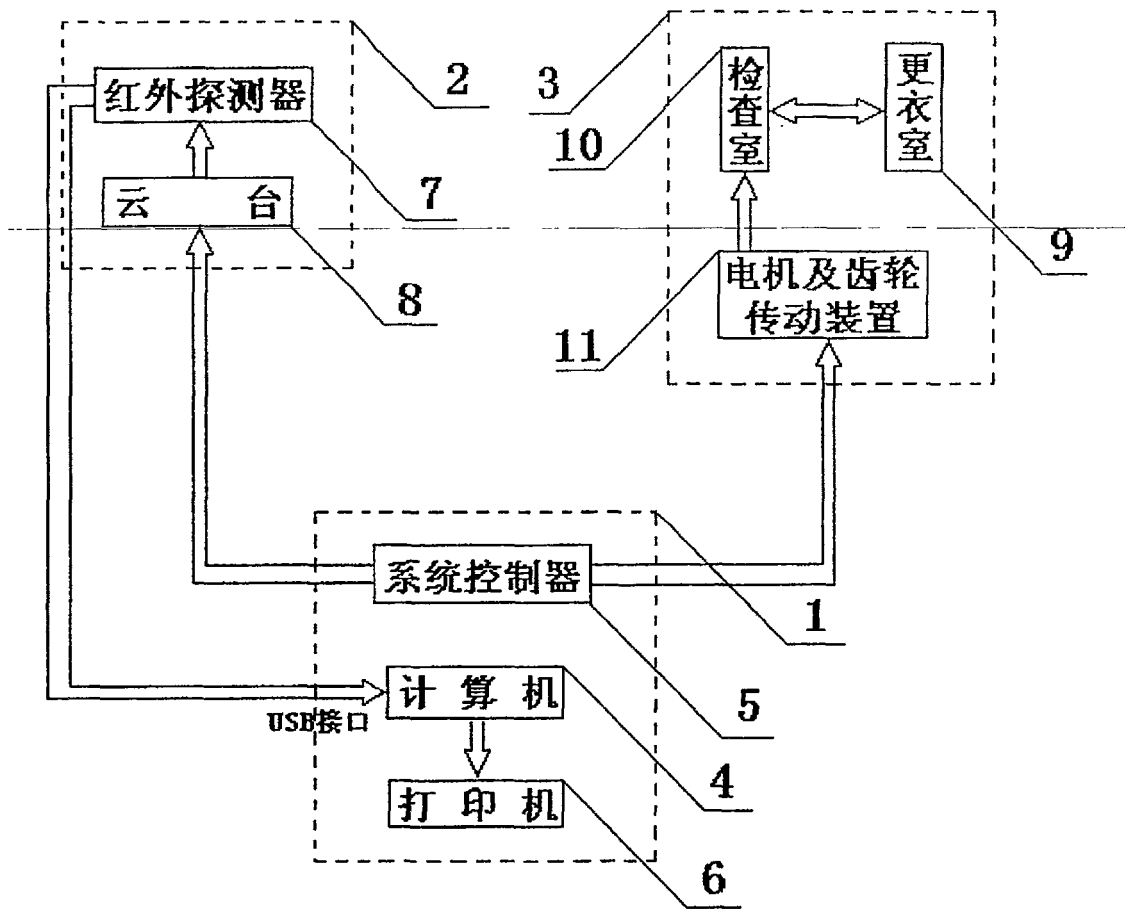 2
3
红外探测器
检查室
更衣室
10
云 台
7
9
8
电机及齿轮
传动装置
11
系统控制器
1
计 算 机
USB接口
5
打 印 机
4
6